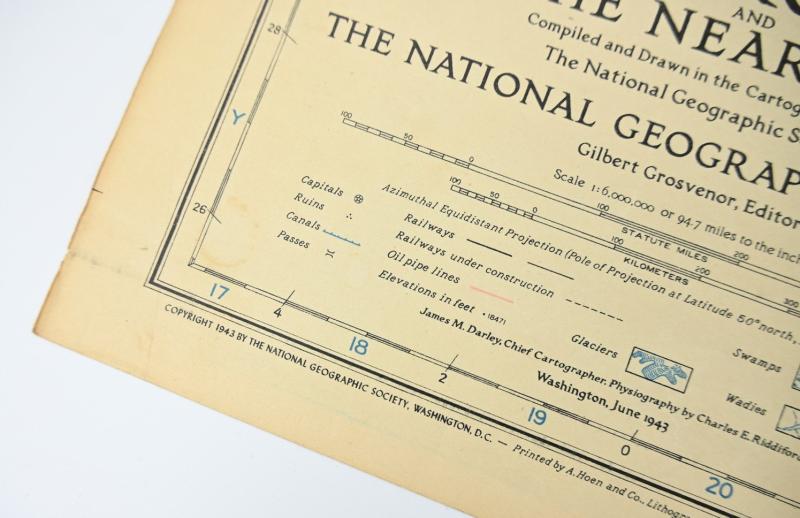 AND
THE NEAR
Compiled and Drawn in the Cartog
The National Geographic S
THE NATIONAL GEOGRAP
Gilbert Grosvenor, Editor
Scale 1:6,000,000 or 94.7 miles to the inch
100 50 0 100 200 300
STATUTE MILES
100 50 0 100 200
KILOMETERS
Azimuthal Equidistant Projection (Pole of Projection at Latitude 50° north,
Capitals
Ruins
Canals
Passes
Railways
Railways under construction
Oil pipe lines
Elevations in feet .18471
Glaciers
Swamps
Wadies
James M. Darley, Chief Cartographer. Physiography by Charles E. Riddiford
Washington, June 1943
28
Y
26
17
4
18
2
19
0
20
COPYRIGHT 1943 BY THE NATIONAL GEOGRAPHIC SOCIETY, WASHINGTON, D.C. — Printed by A. Hoen and Co., Lithogr